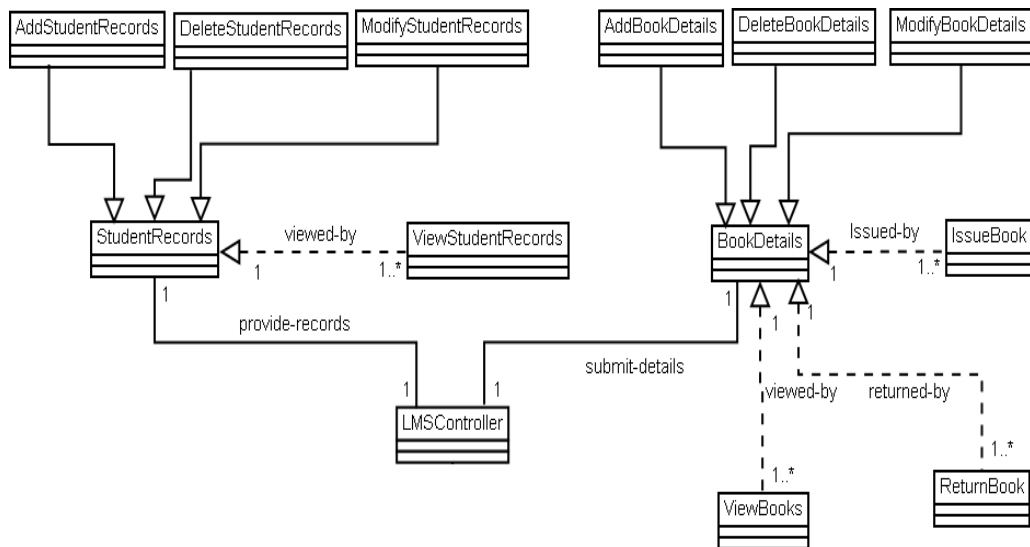 AddStudentRecords
DeleteStudentRecords
ModifyStudentRecords
AddBookDetails
DeleteBookDetails
ModifyBookDetails
StudentRecords
viewed-by
1
1..*
ViewStudentRecords
BookDetails
Issued-by
1
1..*
IssueBook
1
provide-records
1
1
1
1
submit-details
1
LMSController
viewed-by
returned-by
1..*
1..*
ViewBooks
ReturnBook